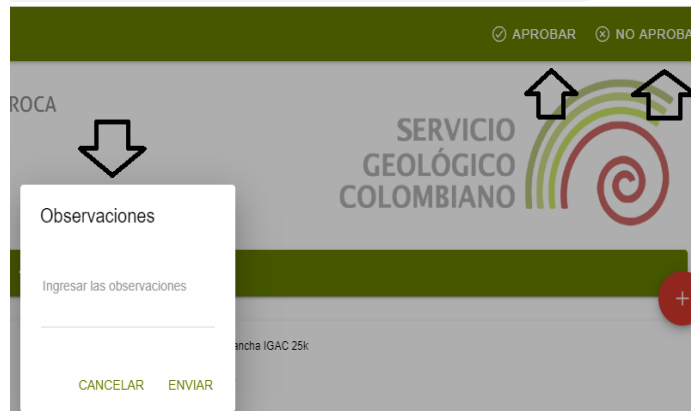 APROBAR
NO APROBA
ROCA
SERVICIO
GEOLÓGICO
COLOMBIANO
Observaciones
Ingresar las observaciones
ancha IGAC 25k
CANCELAR ENVIAR